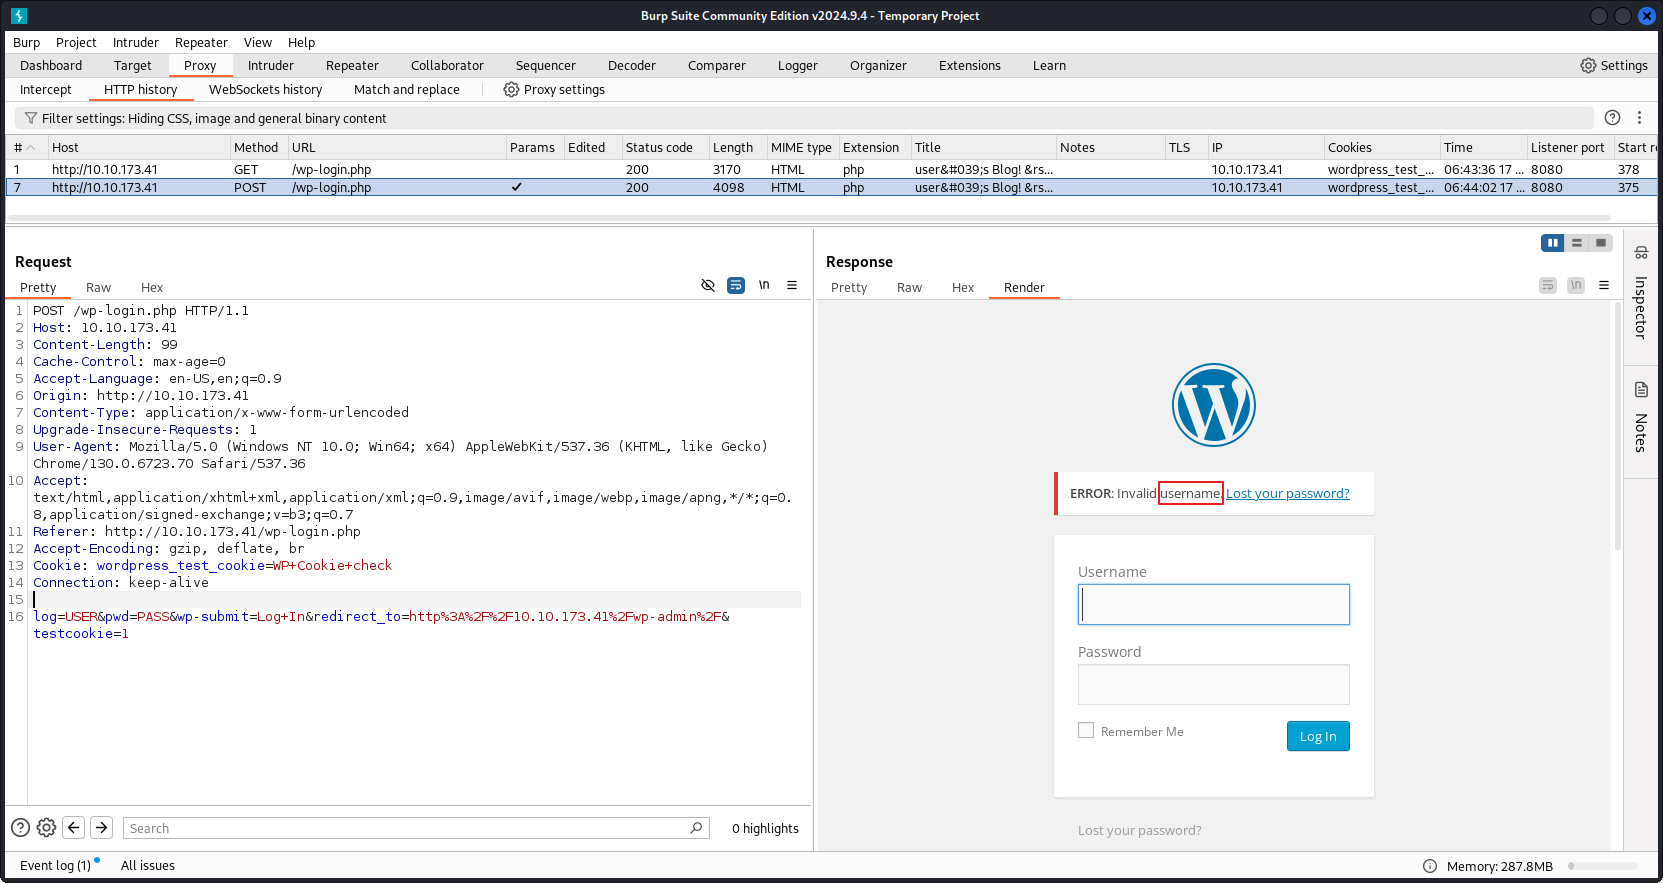 Burp Suite Community Edition v2024.9.4 - Temporary Project
Burp Project Intruder Repeater View Help
Dashboard Target Proxy Intruder Repeater Collaborator Sequencer Decoder Comparer Logger Organizer Extensions Learn Settings
Intercept HTTP history WebSockets history Match and replace Proxy settings
Filter settings: Hiding CSS, image and general binary content
# Host Method URL Params Edited Status code Length MIME type Extension Title Notes TLS IP Cookies Time Listener port Start re
1 http://10.10.173.41 GET /wp-login.php 200 3170 HTML php user&#039;s Blog! &rs... 10.10.173.41 wordpress_test_... 06:43:36 17 ... 8080 378
7 http://10.10.173.41 POST /wp-login.php ✓ 200 4098 HTML php user&#039;s Blog! &rs... 10.10.173.41 wordpress_test_... 06:44:02 17 ... 8080 375
Request
Pretty Raw Hex \n
1 POST /wp-login.php HTTP/1.1
2 Host: 10.10.173.41
3 Content-Length: 99
4 Cache-Control: max-age=0
5 Accept-Language: en-US,en;q=0.9
6 Origin: http://10.10.173.41
7 Content-Type: application/x-www-form-urlencoded
8 Upgrade-Insecure-Requests: 1
9 User-Agent: Mozilla/5.0 (Windows NT 10.0; Win64; x64) AppleWebKit/537.36 (KHTML, like Gecko)
Chrome/130.0.6723.70 Safari/537.36
10 Accept:
text/html,application/xhtml+xml,application/xml;q=0.9,image/avif,image/webp,image/apng,*/*;q=0.
8,application/signed-exchange;v=b3;q=0.7
11 Referer: http://10.10.173.41/wp-login.php
12 Accept-Encoding: gzip, deflate, br
13 Cookie: wordpress_test_cookie=WP+Cookie+check
14 Connection: keep-alive
15
16 log=USER&pwd=PASS&wp-submit=Log+In&redirect_to=http%3A%2F%2F10.10.173.41%2Fwp-admin%2F&
testcookie=1
Search 0 highlights
Response
Pretty Raw Hex Render \n
W
ERROR: Invalid username. Lost your password?
Username
Password
Remember Me Log In
Lost your password?
Inspector
Notes
Event log (1) All issues Memory: 287.8MB